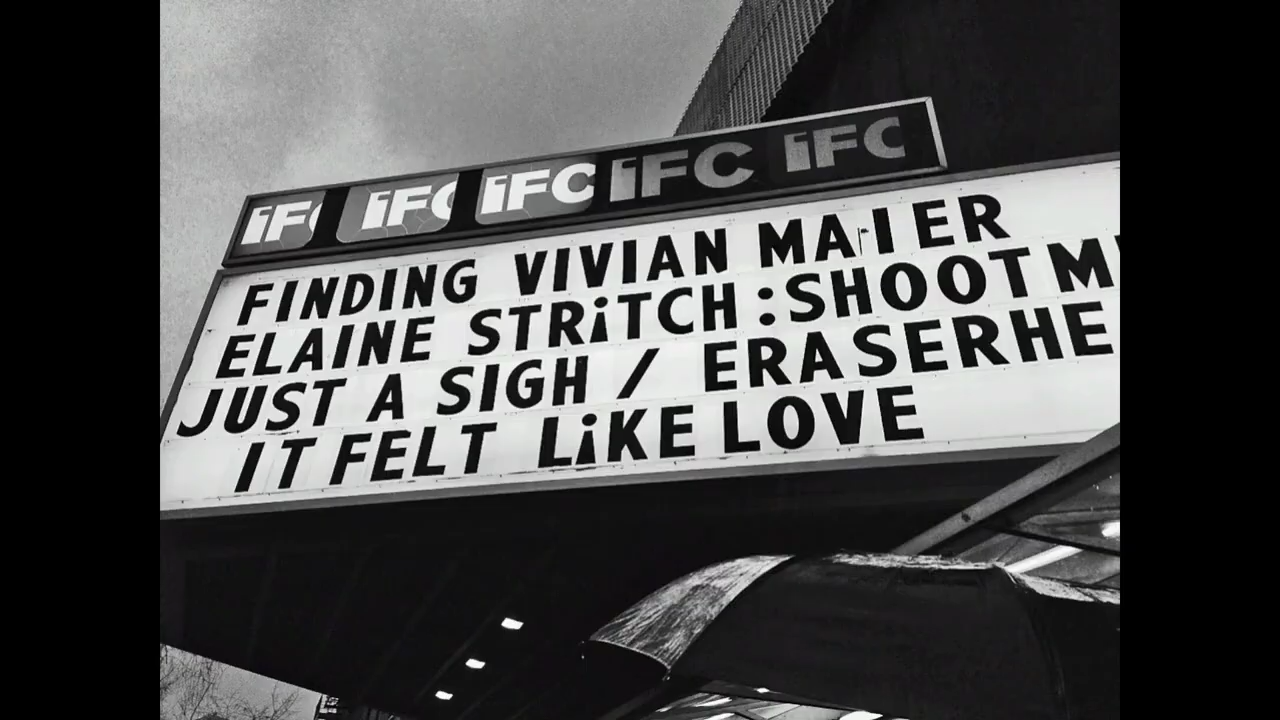 iFC iFC iFC iFC iFC
FINDING VIVIAN MAIER
ELAINE STRiTCH : SHOOT M
JUST A SIGH / ERASERHE
IT FELT LiKE LOVE